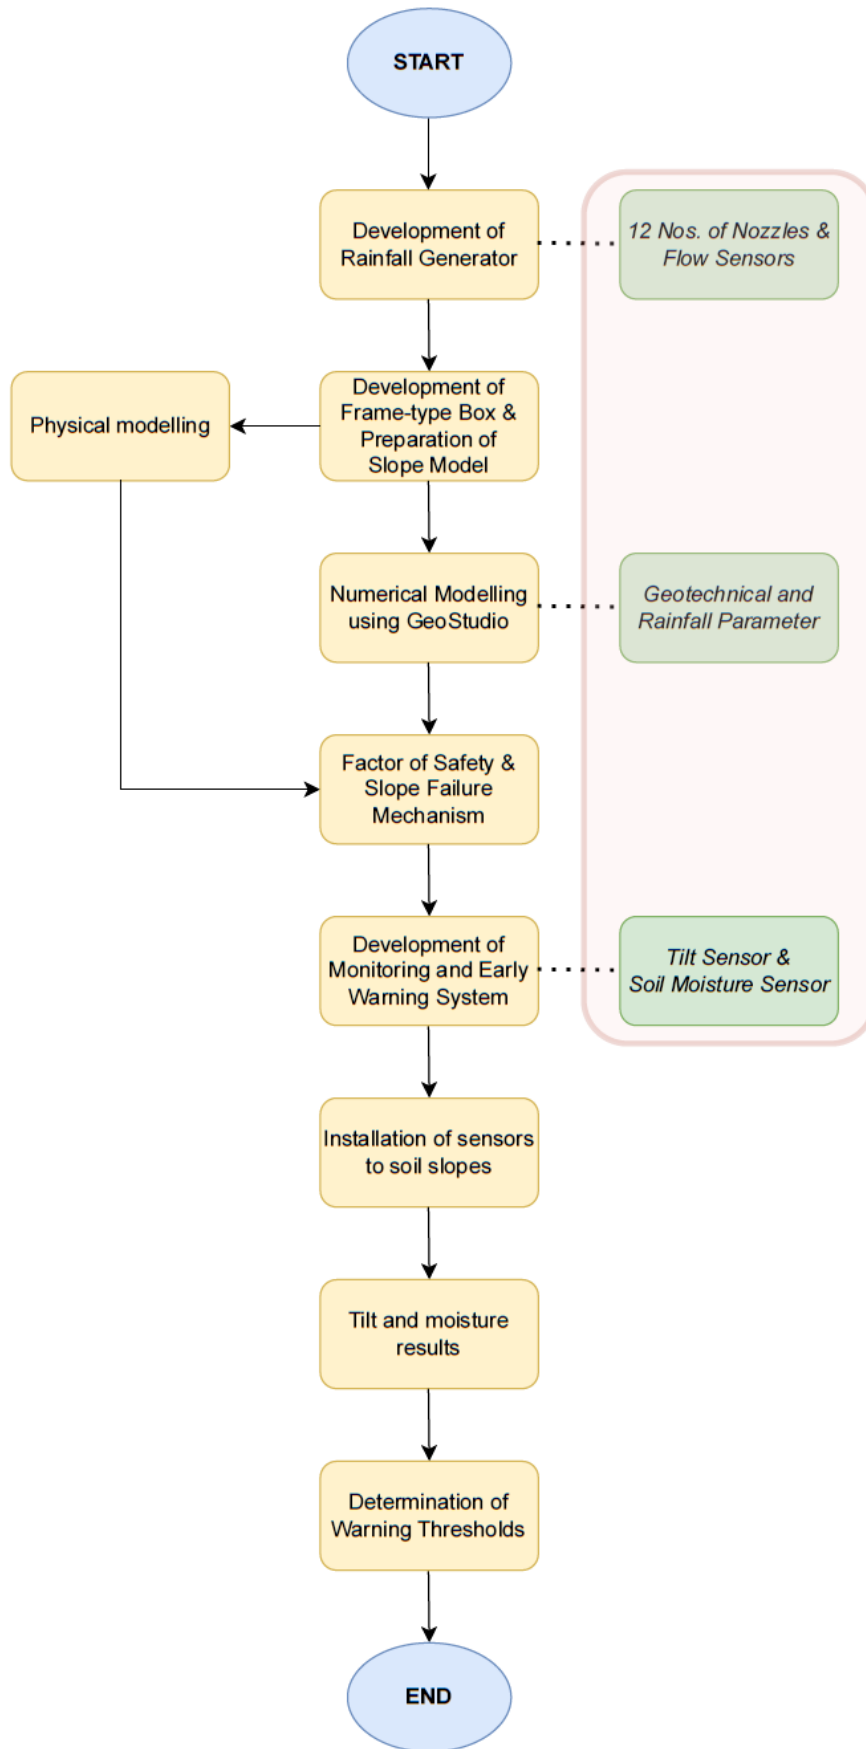 START
Development of
Rainfall Generator
12 Nos. of Nozzles &
Flow Sensors
Physical modelling
Development of
Frame-type Box &
Preparation of
Slope Model
Numerical Modelling
using GeoStudio
Geotechnical and
Rainfall Parameter
Factor of Safety &
Slope Failure
Mechanism
Development of
Monitoring and Early
Warning System
Tilt Sensor &
Soil Moisture Sensor
Installation of sensors
to soil slopes
Tilt and moisture
results
Determination of
Warning Thresholds
END